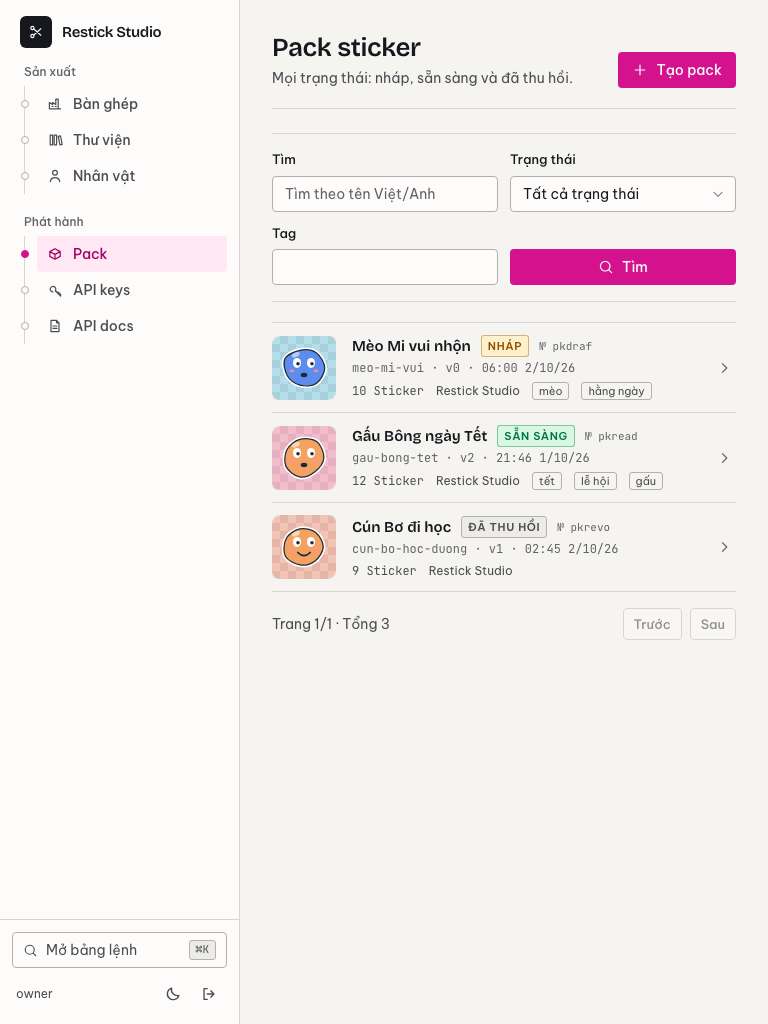 Restick Studio
Sản xuất
Bàn ghép
Thư viện
Nhân vật
Phát hành
Pack
API keys
API docs
Mở bảng lệnh ⌘K
owner
Pack sticker
Mọi trạng thái: nháp, sẵn sàng và đã thu hồi.
Tạo pack
Tìm
Tìm theo tên Việt/Anh
Trạng thái
Tất cả trạng thái
Tag
Tìm
Mèo Mi vui nhộn NHÁP № pkdraf
meo-mi-vui · v0 · 06:00 2/10/26
10 Sticker Restick Studio mèo hằng ngày
Gấu Bông ngày Tết SẴN SÀNG № pkread
gau-bong-tet · v2 · 21:46 1/10/26
12 Sticker Restick Studio tết lễ hội gấu
Cún Bơ đi học ĐÃ THU HỒI № pkrevo
cun-bo-hoc-duong · v1 · 02:45 2/10/26
9 Sticker Restick Studio
Trang 1/1 · Tổng 3
Trước Sau